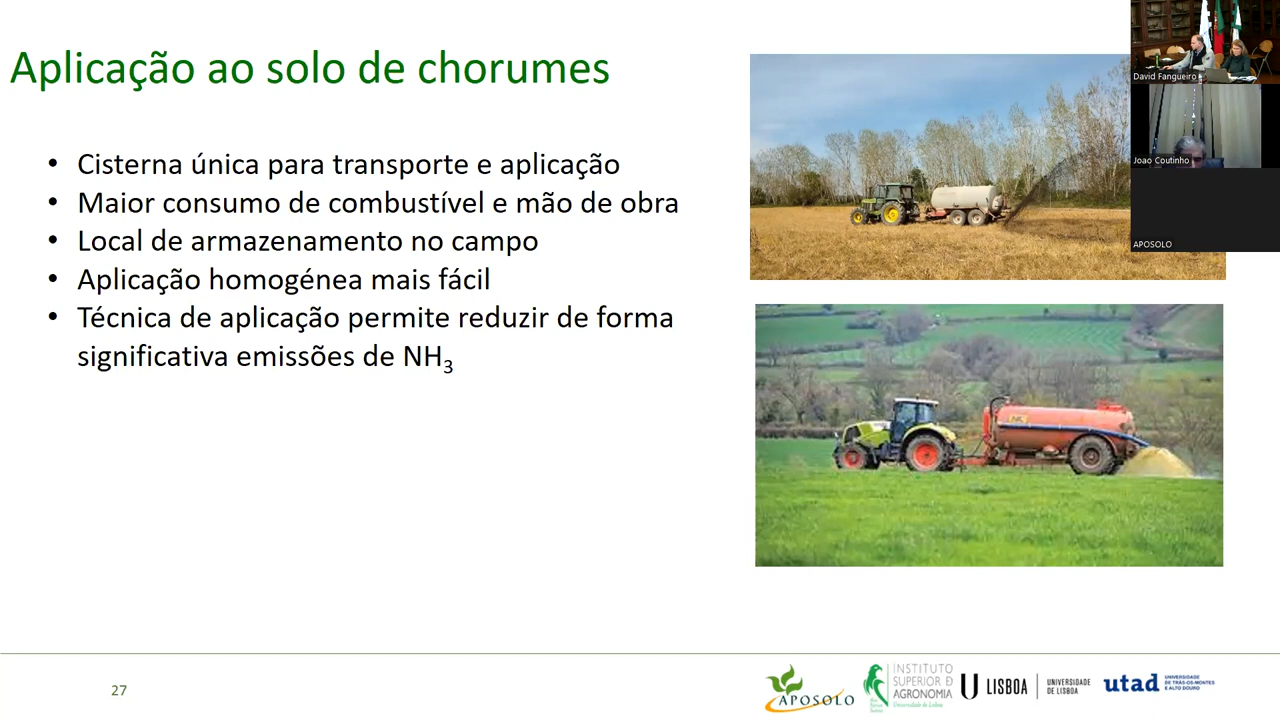 Aplicação ao solo de chorumes
• Cisterna única para transporte e aplicação
• Maior consumo de combustível e mão de obra
• Local de armazenamento no campo
• Aplicação homogénea mais fácil
• Técnica de aplicação permite reduzir de forma
significativa emissões de NH₃
David Fangueiro
Joao Coutinho
APOSOLO
27
APOSOLO
INSTITUTO
SUPERIOR D
AGRONOMIA
Universidade de Lisboa
LISBOA
UNIVERSIDADE
DE LISBOA
utad
UNIVERSIDADE
DE TRÁS-OS-MONTES
E ALTO DOURO